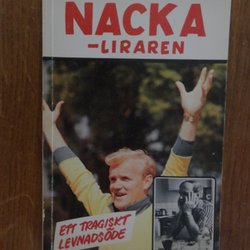 NACKA
-LIRAREN
ETT TRAGISKT
LEVNADSÖDE